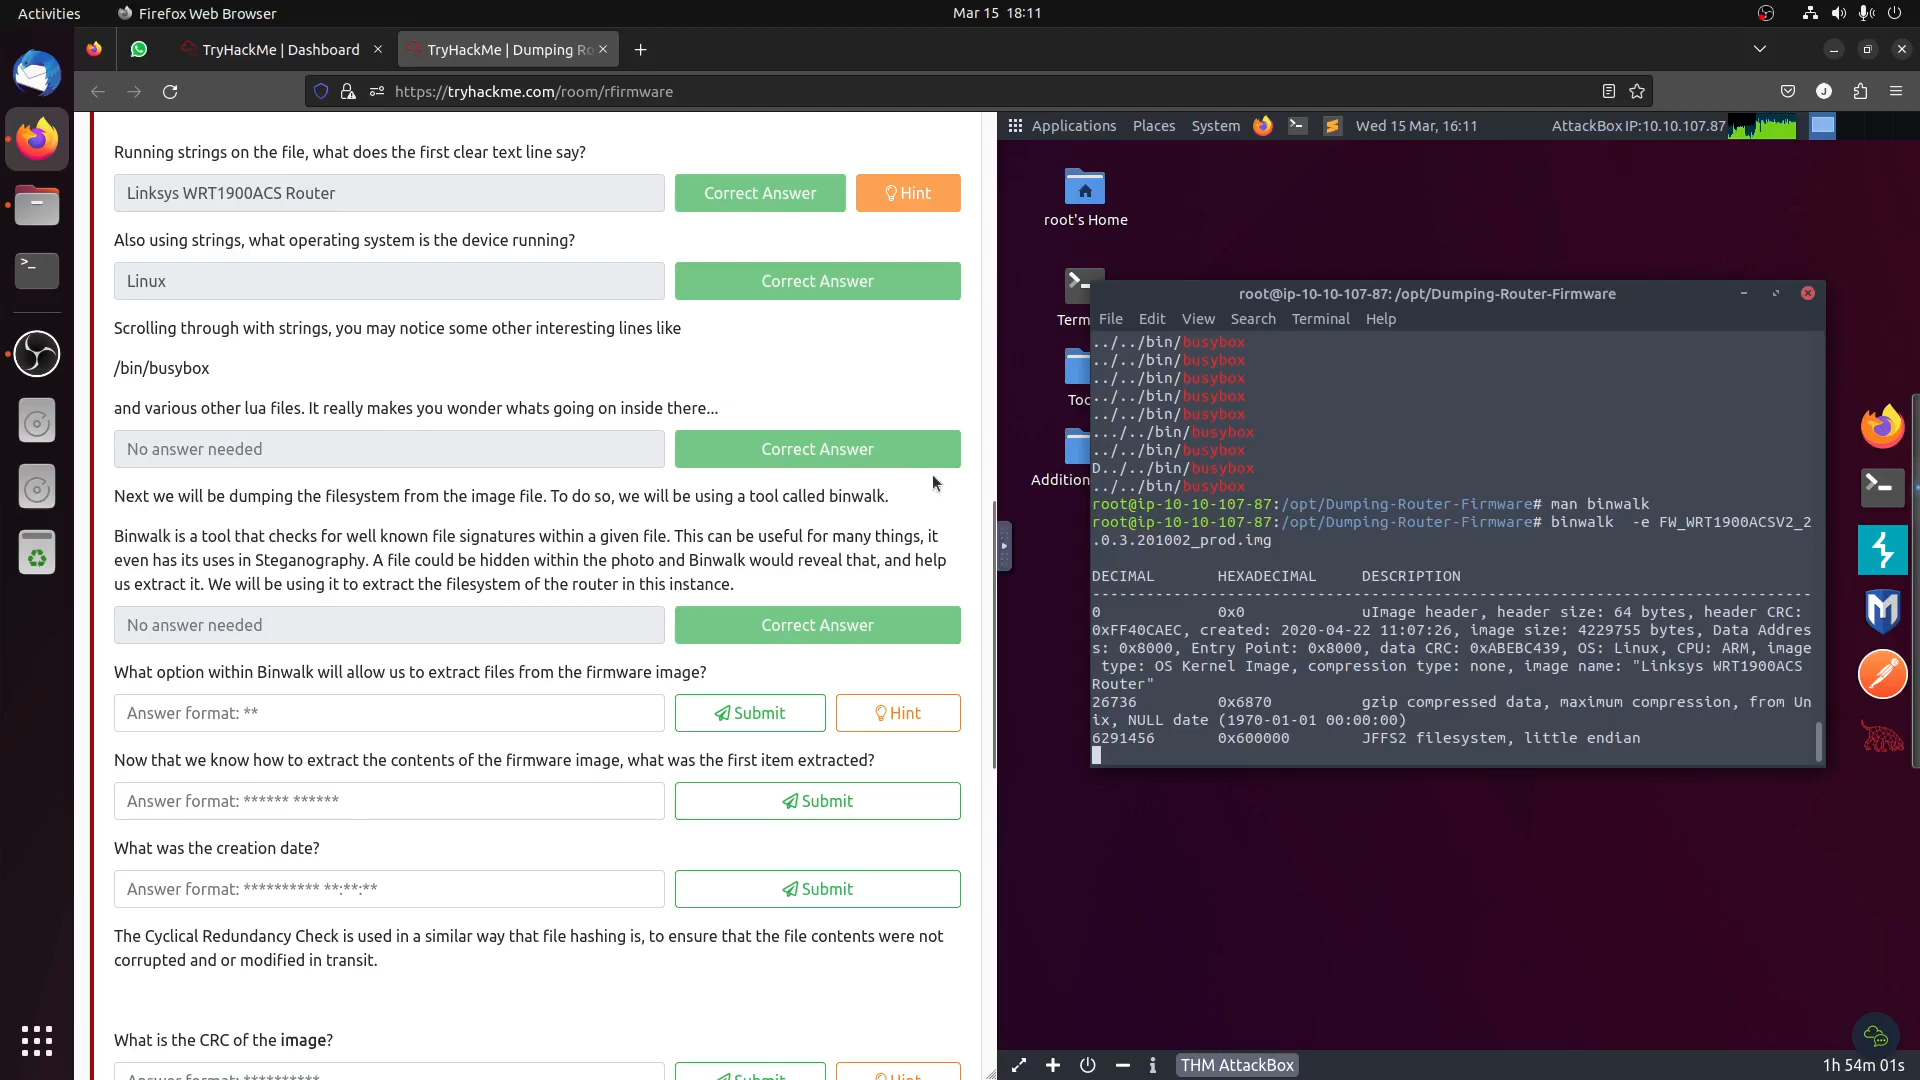 Activities
Firefox Web Browser
Mar 15 18:11
TryHackMe | Dashboard
TryHackMe | Dumping Ro
https://tryhackme.com/room/rfirmware
Running strings on the file, what does the first clear text line say?
Linksys WRT1900ACS Router
Correct Answer
Hint
Also using strings, what operating system is the device running?
Linux
Correct Answer
Scrolling through with strings, you may notice some other interesting lines like
/bin/busybox
and various other lua files. It really makes you wonder whats going on inside there...
No answer needed
Correct Answer
Next we will be dumping the filesystem from the image file. To do so, we will be using a tool called binwalk.
Binwalk is a tool that checks for well known file signatures within a given file. This can be useful for many things, it
even has its uses in Steganography. A file could be hidden within the photo and Binwalk would reveal that, and help
us extract it. We will be using it to extract the filesystem of the router in this instance.
No answer needed
Correct Answer
What option within Binwalk will allow us to extract files from the firmware image?
Answer format: **
Submit
Hint
Now that we know how to extract the contents of the firmware image, what was the first item extracted?
Answer format: ****** ******
Submit
What was the creation date?
Answer format: ********** **:**:**
Submit
The Cyclical Redundancy Check is used in a similar way that file hashing is, to ensure that the file contents were not
corrupted and or modified in transit.
What is the CRC of the image?
Answer format: **********
Submit
Hint
Applications
Places
System
Wed 15 Mar, 16:11
AttackBox IP:10.10.107.87
root's Home
Term
Too
Addition
root@ip-10-10-107-87: /opt/Dumping-Router-Firmware
File Edit View Search Terminal Help
../../bin/busybox
../../bin/busybox
../../bin/busybox
../../bin/busybox
../../bin/busybox
.../../bin/busybox
../../bin/busybox
D../../bin/busybox
../../bin/busybox
root@ip-10-10-107-87:/opt/Dumping-Router-Firmware# man binwalk
root@ip-10-10-107-87:/opt/Dumping-Router-Firmware# binwalk  -e FW_WRT1900ACSV2_2
.0.3.201002_prod.img
DECIMAL       HEXADECIMAL     DESCRIPTION
--------------------------------------------------------------------------------
0             0x0             uImage header, header size: 64 bytes, header CRC:
0xFF40CAEC, created: 2020-04-22 11:07:26, image size: 4229755 bytes, Data Addres
s: 0x8000, Entry Point: 0x8000, data CRC: 0xABEBC439, OS: Linux, CPU: ARM, image
type: OS Kernel Image, compression type: none, image name: "Linksys WRT1900ACS
Router"
26736         0x6870          gzip compressed data, maximum compression, from Un
ix, NULL date (1970-01-01 00:00:00)
6291456       0x600000        JFFS2 filesystem, little endian
THM AttackBox
1h 54m 01s